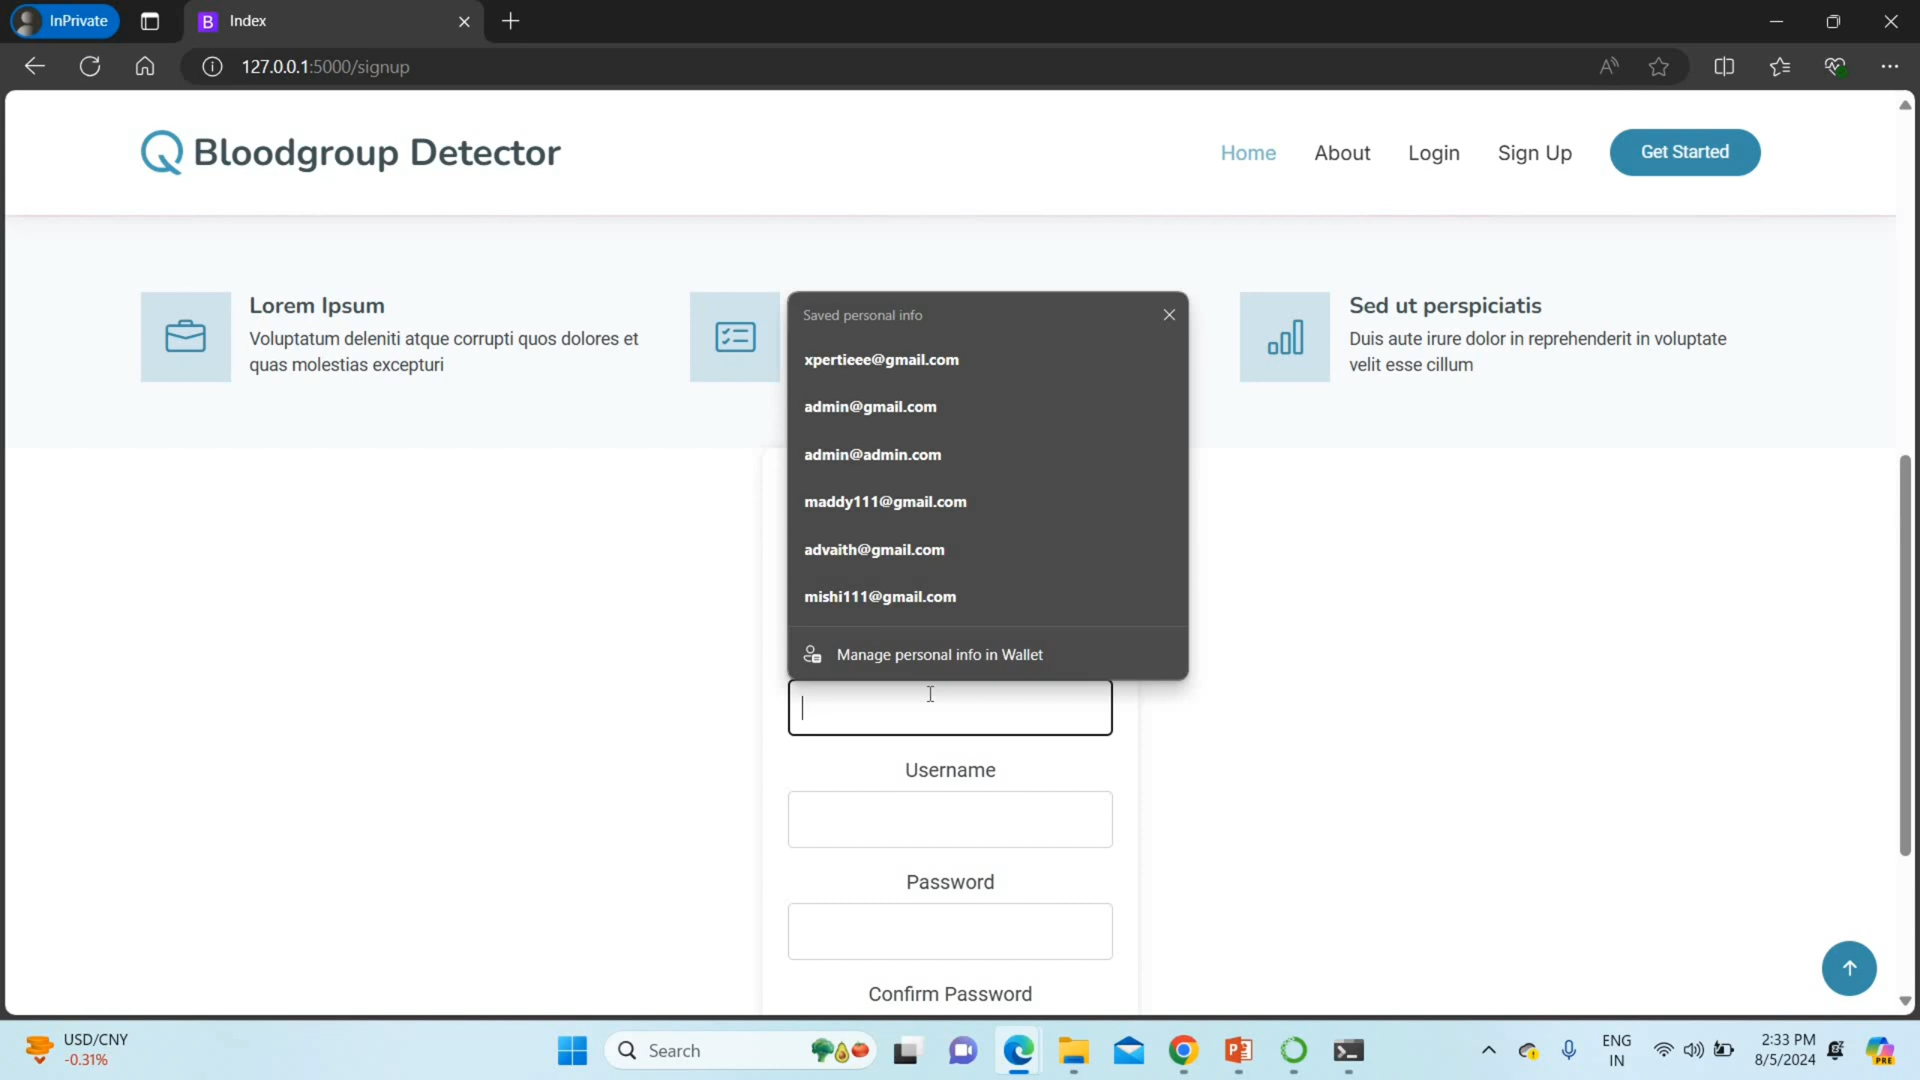 InPrivate
B
Index
127.0.0.1:5000/signup
Bloodgroup Detector
Home
About
Login
Sign Up
Get Started
Lorem Ipsum
Voluptatum deleniti atque corrupti quos dolores et
quas molestias excepturi
Saved personal info
xpertieee@gmail.com
admin@gmail.com
admin@admin.com
maddy111@gmail.com
advaith@gmail.com
mishi111@gmail.com
Manage personal info in Wallet
Sed ut perspiciatis
Duis aute irure dolor in reprehenderit in voluptate
velit esse cillum
Username
Password
Confirm Password
USD/CNY
-0.31%
Search
ENG
IN
2:33 PM
8/5/2024
PRE